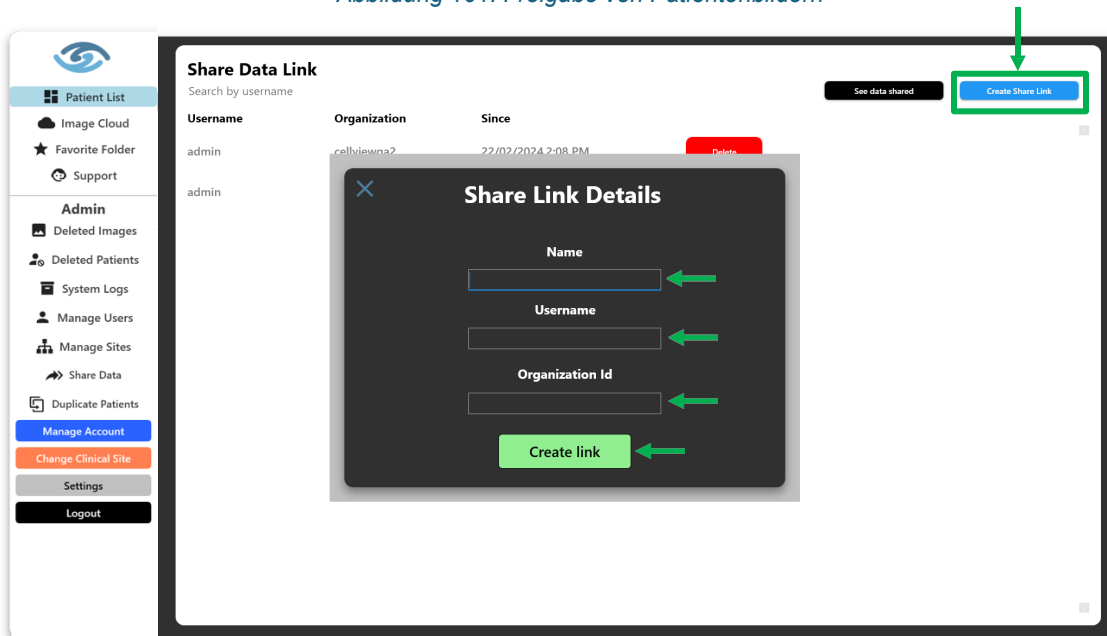 Share Data Link
Search by username
See data shared
Create Share Link
Username Organization Since
admin cellviewqa2 22/02/2024 2:08 PM Delete
admin
Patient List
Image Cloud
Favorite Folder
Support
Admin
Deleted Images
Deleted Patients
System Logs
Manage Users
Manage Sites
Share Data
Duplicate Patients
Manage Account
Change Clinical Site
Settings
Logout
Share Link Details
Name
Username
Organization Id
Create link